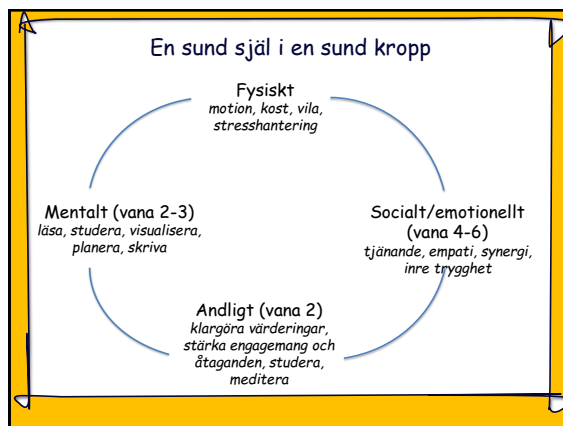 En sund själ i en sund kropp
Fysiskt
motion, kost, vila,
stresshantering
Mentalt (vana 2-3)
läsa, studera, visualisera,
planera, skriva
Socialt/emotionellt
(vana 4-6)
tjänande, empati, synergi,
inre trygghet
Andligt (vana 2)
klargöra värderingar,
stärka engagemang och
åtaganden, studera,
meditera